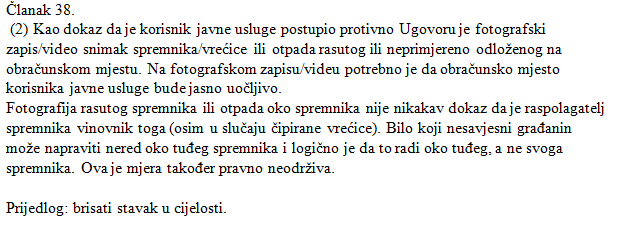 Članak 38.
(2) Kao dokaz da je korisnik javne usluge postupio protivno Ugovoru je fotografski
zapis/video snimak spremnika/vrećice ili otpada rasutog ili neprimjereno odloženog na
obračunskom mjestu. Na fotografskom zapisu/videu potrebno je da obračunsko mjesto
korisnika javne usluge bude jasno uočljivo.
Fotografija rasutog spremnika ili otpada oko spremnika nije nikakav dokaz da je raspolagatelj
spremnika vinovnik toga (osim u slučaju čipirane vrećice). Bilo koji nesavjesni građanin
može napraviti nered oko tuđeg spremnika i logično je da to radi oko tuđeg, a ne svoga
spremnika. Ova je mjera također pravno neodrživa.
Prijedlog: brisati stavak u cijelosti.